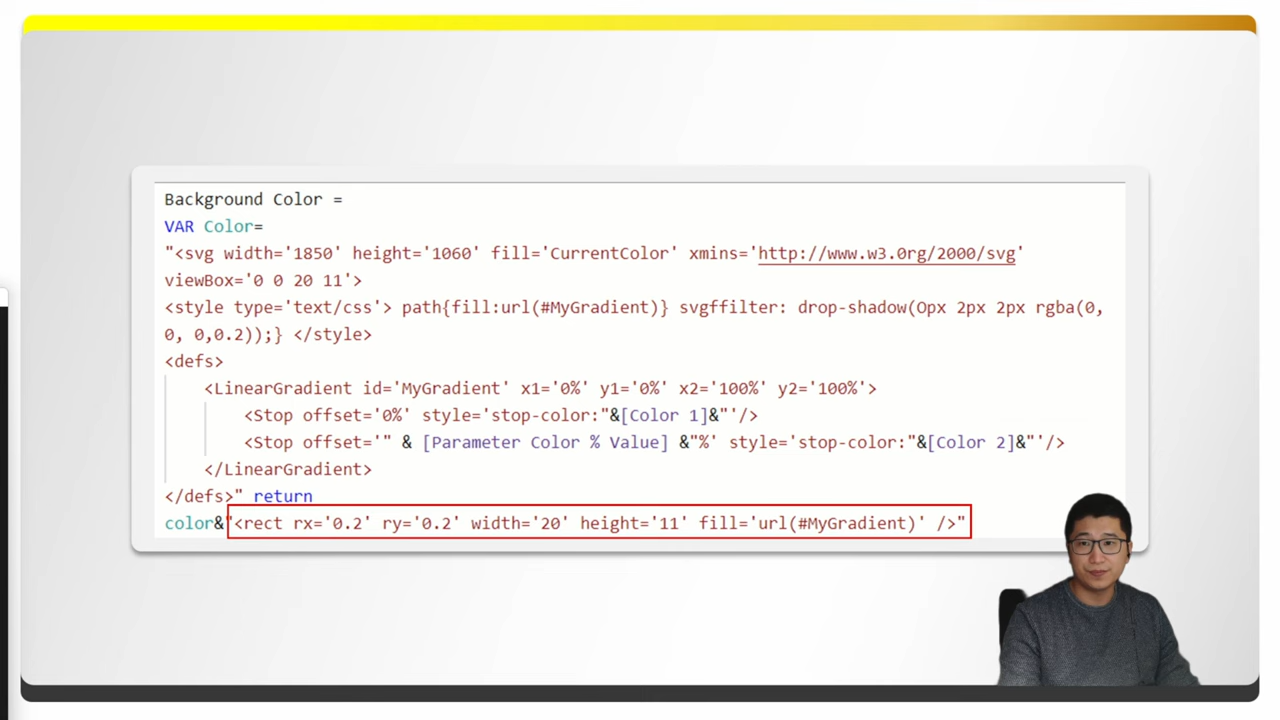 Background Color =
VAR Color=
"<svg width='1850' height='1060' fill='CurrentColor' xmins='http://www.w3.0rg/2000/svg'
viewBox='0 0 20 11'>
<style type='text/css'> path{fill:url(#MyGradient)} svgffilter: drop-shadow(Opx 2px 2px rgba(0,
0, 0,0.2));} </style>
<defs>
<LinearGradient id='MyGradient' x1='0%' y1='0%' x2='100%' y2='100%'>
<Stop offset='0%' style='stop-color:"&[Color 1]&"'/>
<Stop offset='" & [Parameter Color % Value] &"%' style='stop-color:"&[Color 2]&"'/>
</LinearGradient>
</defs>" return
color&"<rect rx='0.2' ry='0.2' width='20' height='11' fill='url(#MyGradient)' />"